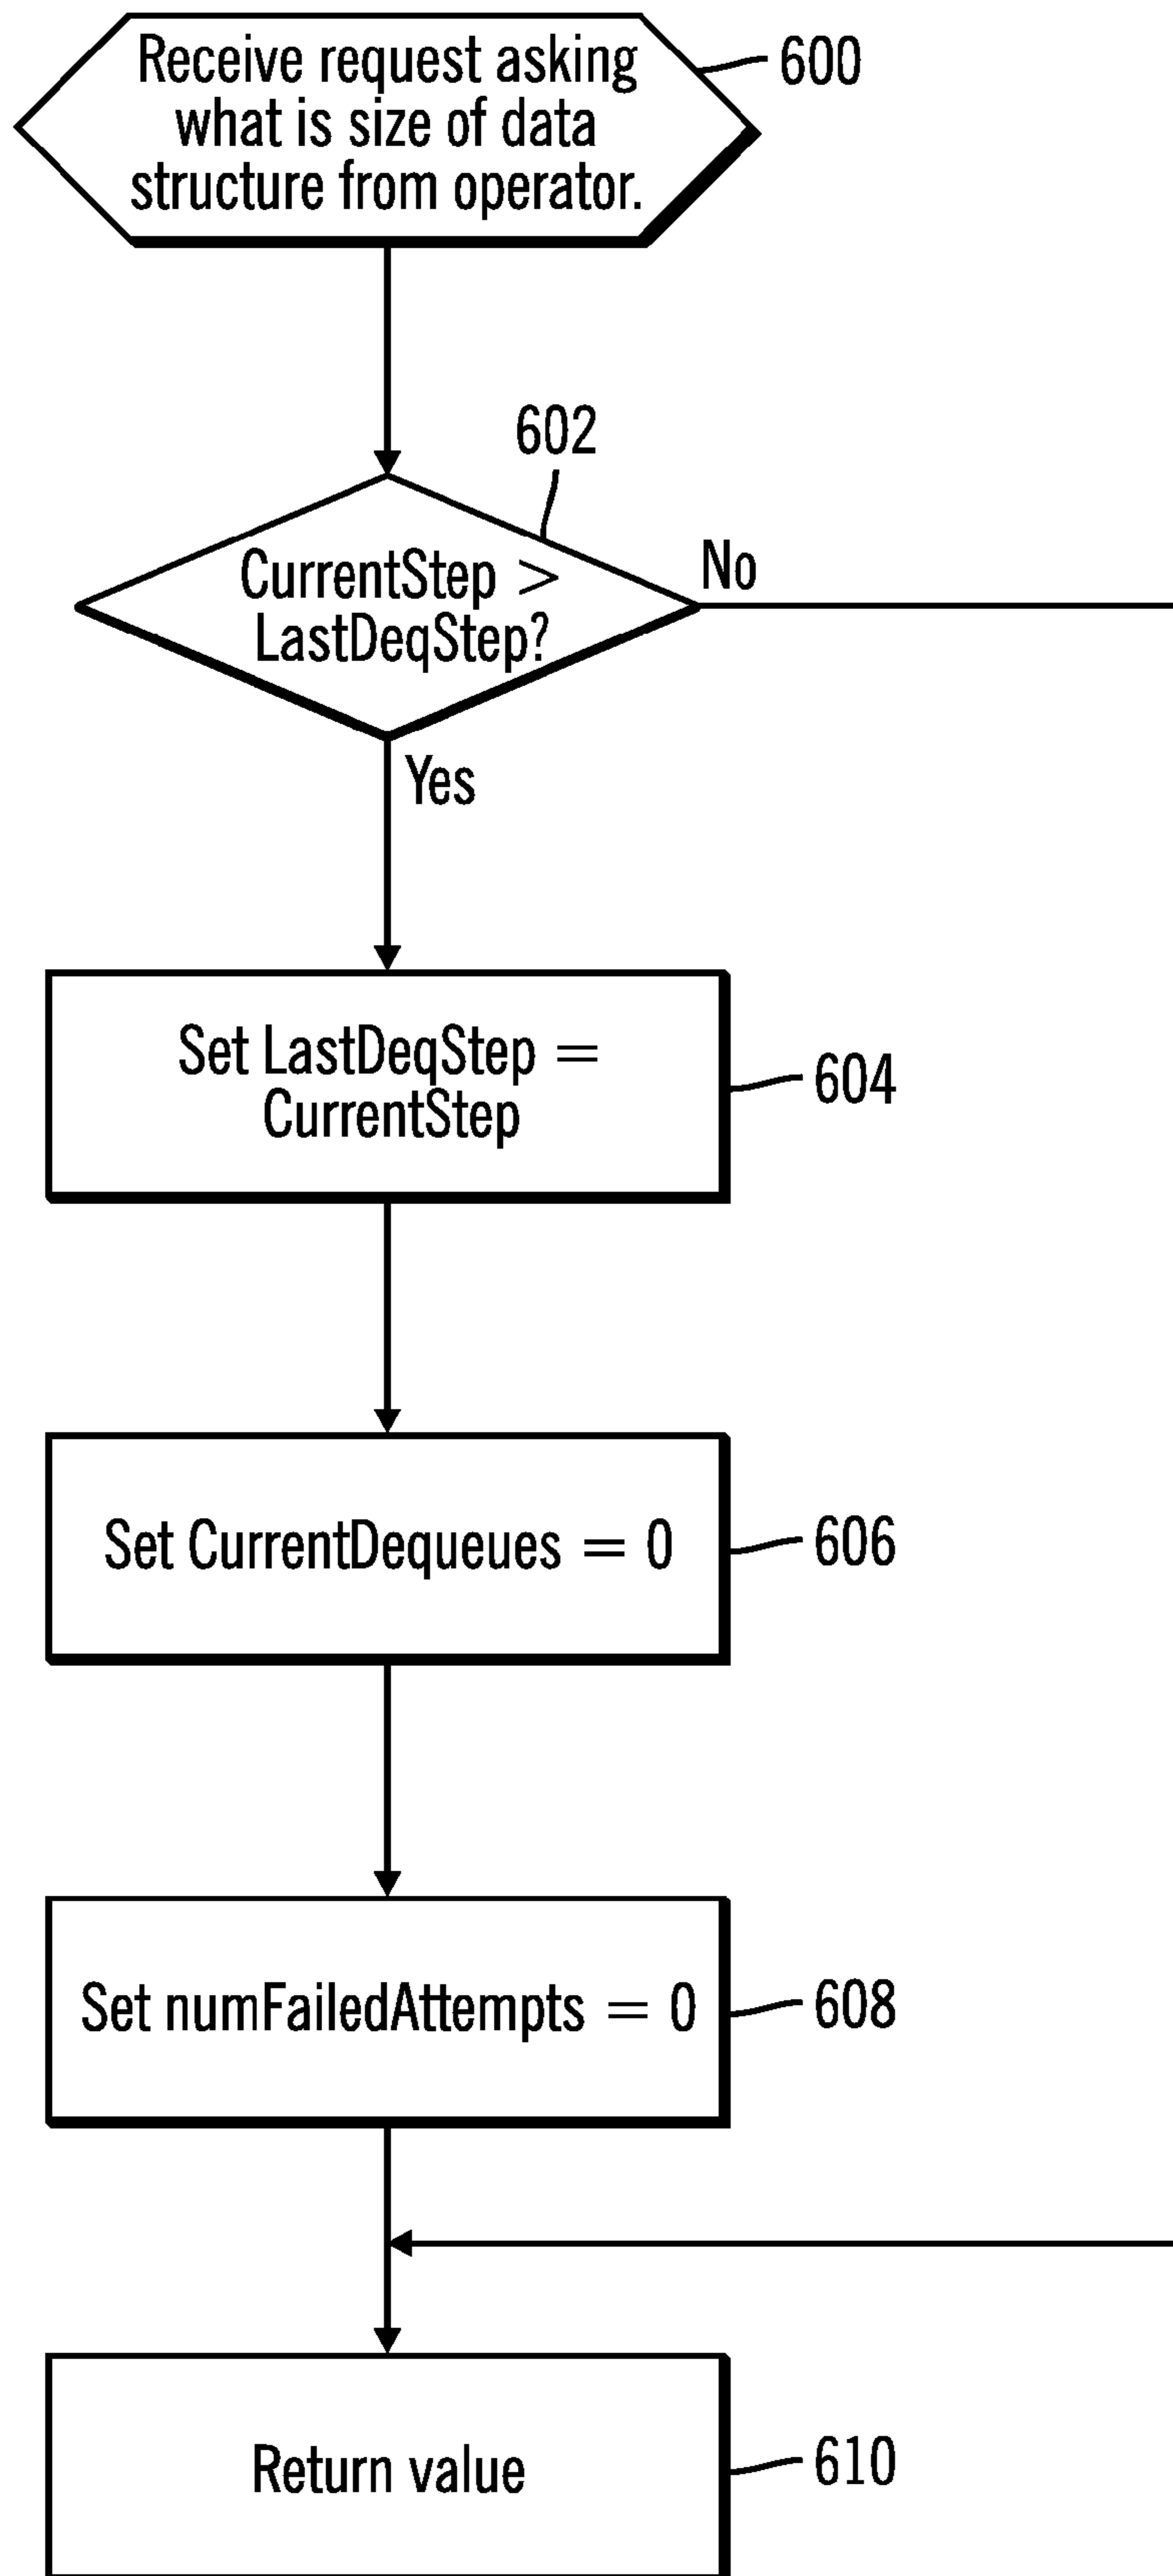 Receive request asking
what is size of data
structure from operator.
600
602
CurrentStep >
LastDeqStep?
No
Yes
Set LastDeqStep =
CurrentStep
604
Set CurrentDequeues = 0
606
Set numFailedAttempts = 0
608
Return value
610